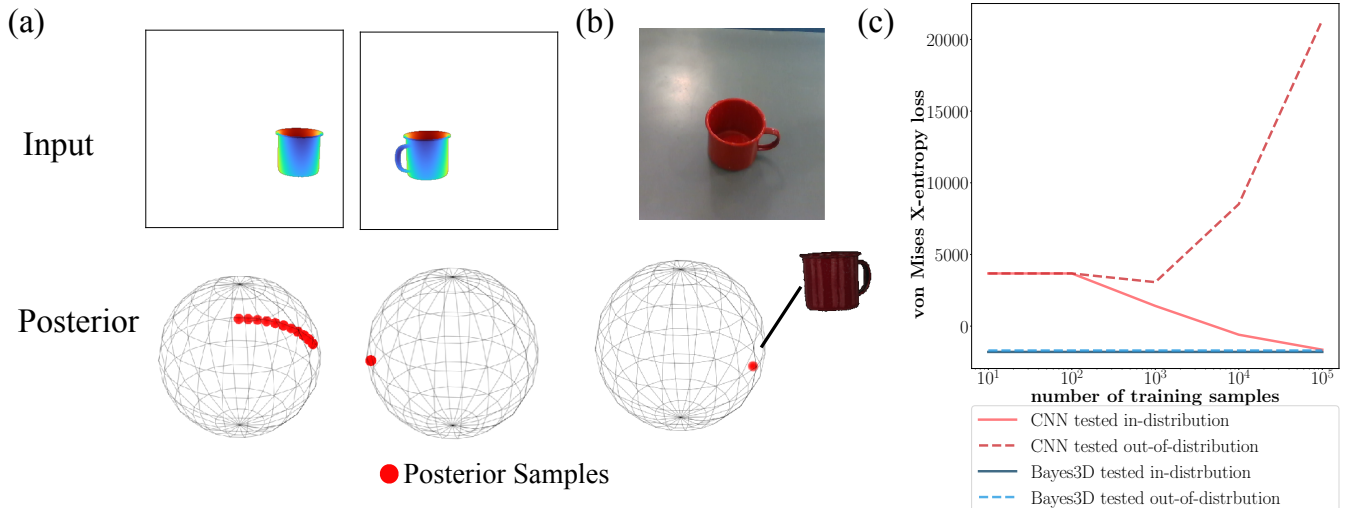 (a)
(b)
(c)
Input
Posterior
Posterior Samples
von Mises X-entropy loss
20000
15000
10000
5000
0
10¹ 10² 10³ 10⁴ 10⁵
number of training samples
CNN tested in-distribution
CNN tested out-of-distribution
Bayes3D tested in-distrbution
Bayes3D tested out-of-distrbution